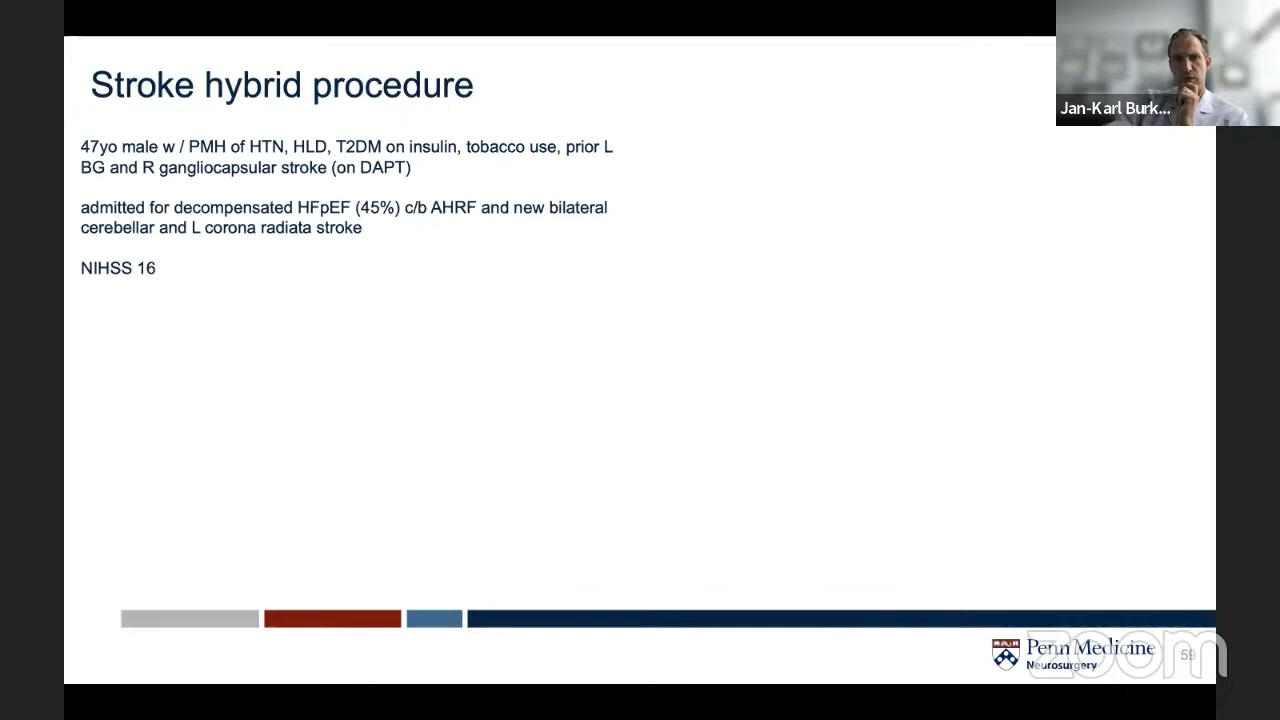 Stroke hybrid procedure
Jan-Karl Burk...
47yo male w / PMH of HTN, HLD, T2DM on insulin, tobacco use, prior L
BG and R gangliocapsular stroke (on DAPT)
admitted for decompensated HFpEF (45%) c/b AHRF and new bilateral
cerebellar and L corona radiata stroke
NIHSS 16
Penn Medicine
Neurosurgery
zoom
59